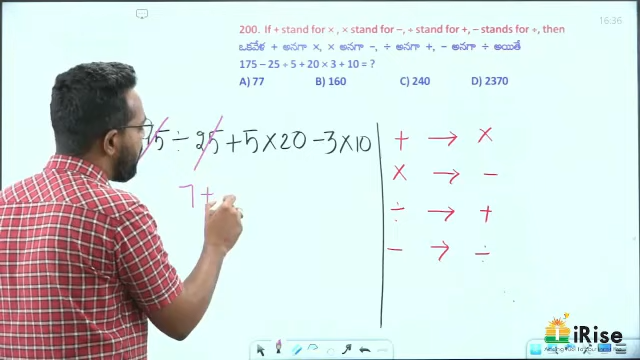 16:36
200. If + stand for ×, × stand for −, ÷ stand for +, − stands for ÷, then
ఒకవేళ + అనగా ×, × అనగా -, ÷ అనగా +, - అనగా ÷ అయితే
175 – 25 ÷ 5 + 20 × 3 + 10 = ?
A) 77 B) 160 C) 240 D) 2370
75 ÷ 25 + 5 × 20 − 3 × 10
7 +
+ → ×
× → −
÷ → +
− → ÷
iRise